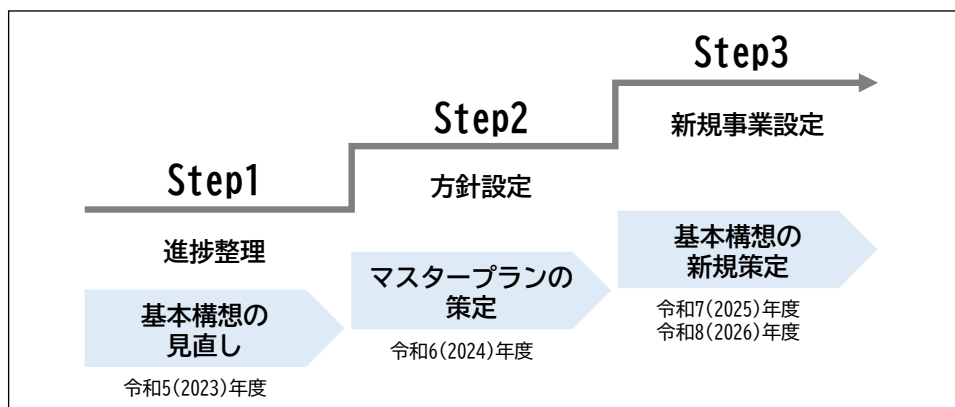 Step1
進捗整理
基本構想の
見直し
令和5(2023)年度
Step2
方針設定
マスタープランの
策定
令和6(2024)年度
Step3
新規事業設定
基本構想の
新規策定
令和7(2025)年度
令和8(2026)年度